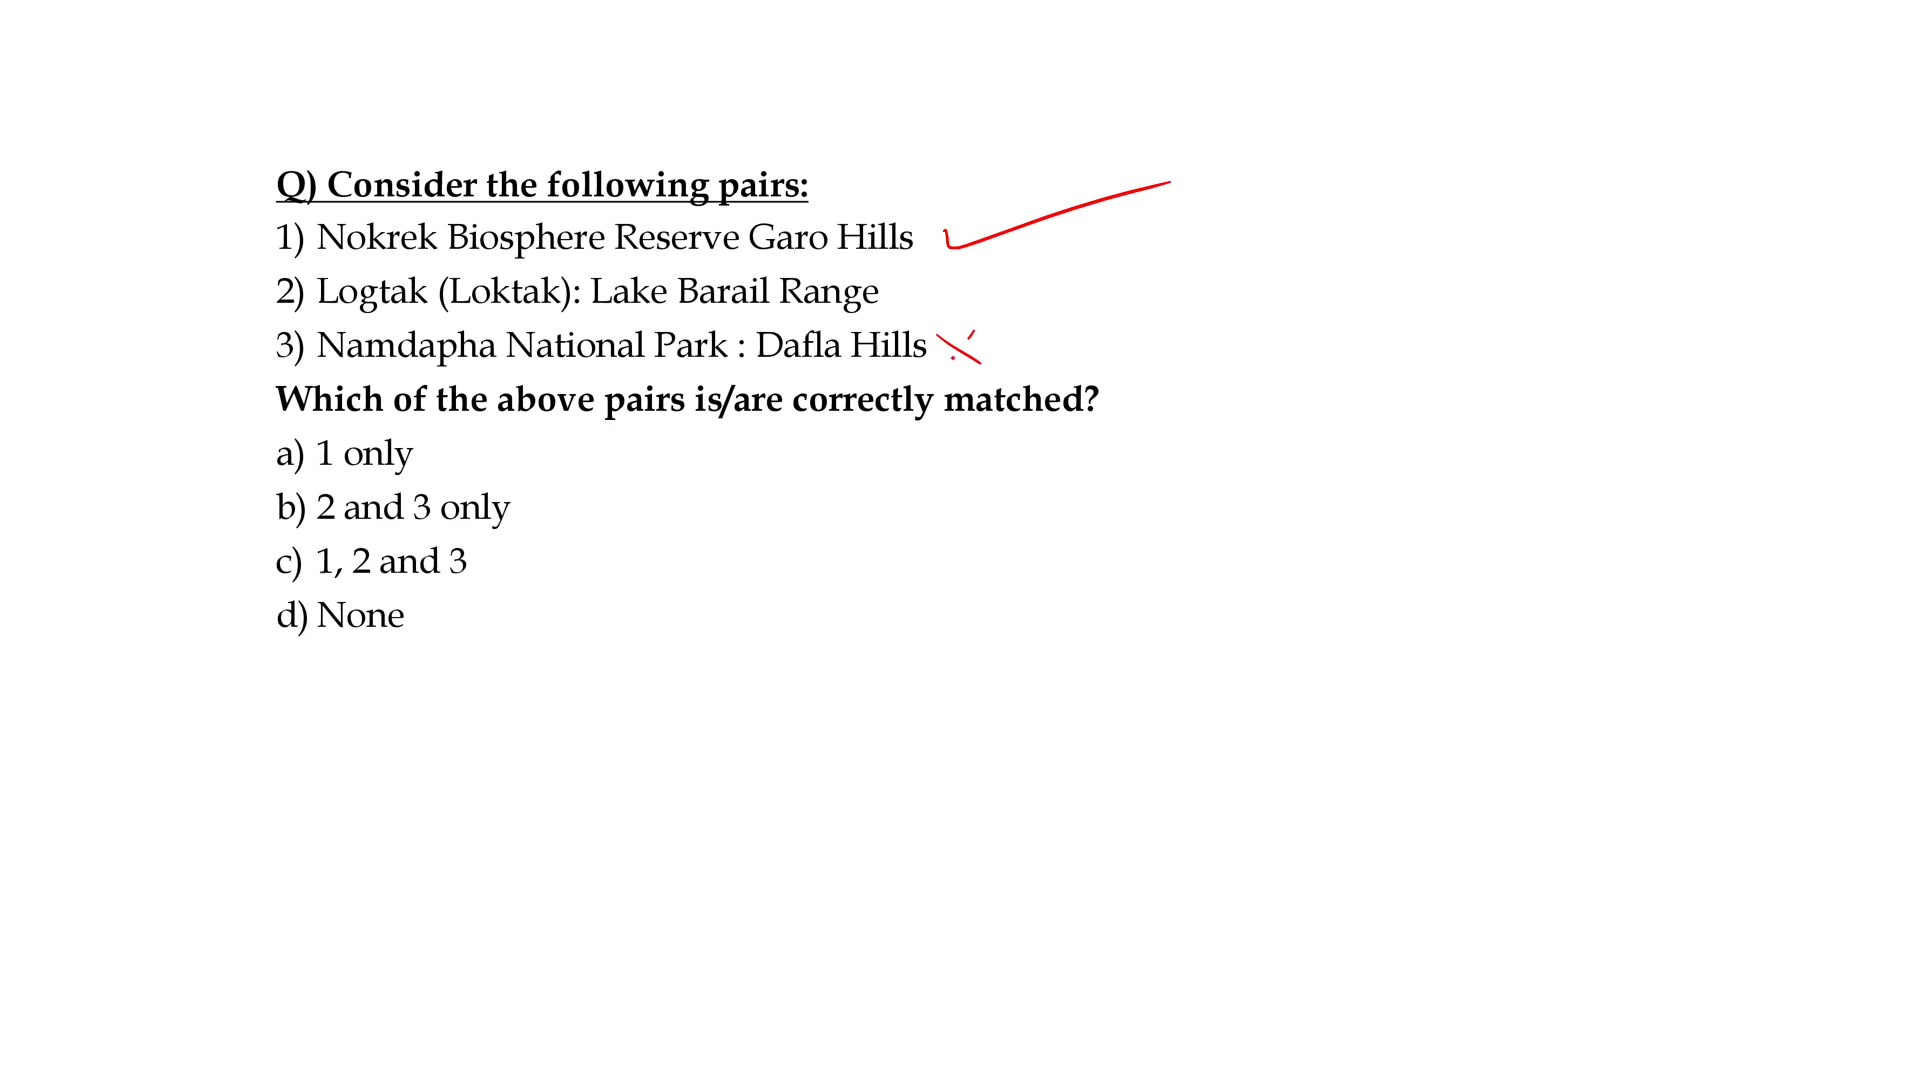 Q) Consider the following pairs:
1) Nokrek Biosphere Reserve Garo Hills
2) Logtak (Loktak): Lake Barail Range
3) Namdapha National Park : Dafla Hills
Which of the above pairs is/are correctly matched?
a) 1 only
b) 2 and 3 only
c) 1, 2 and 3
d) None